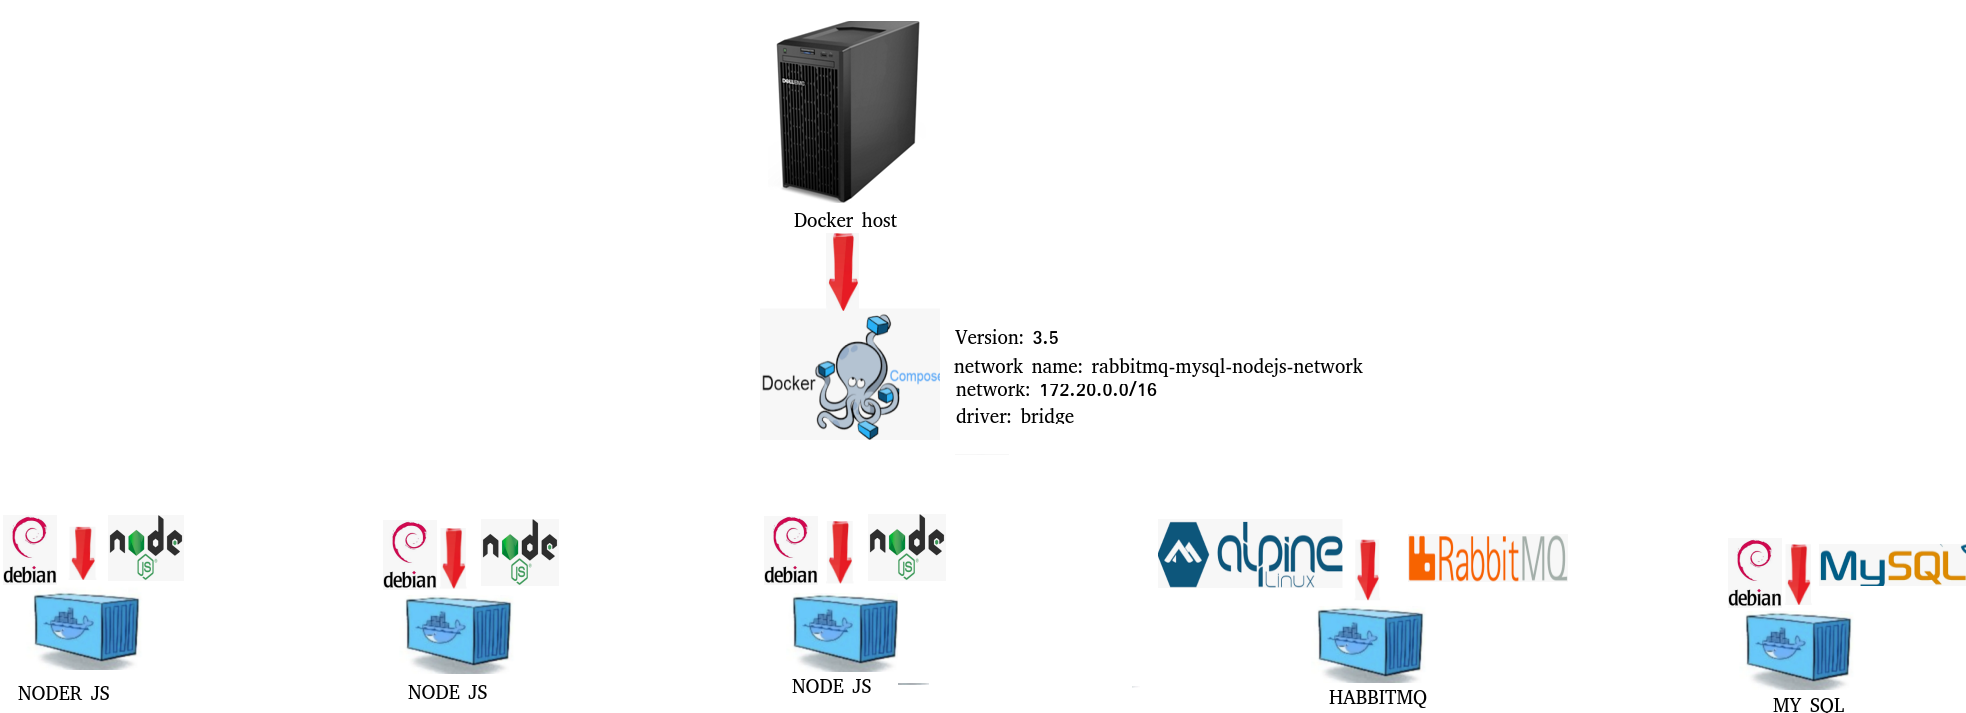 DELLEMC
Docker host
Docker
Compose
Version: 3.5
network name: rabbitmq-mysql-nodejs-network
network: 172.20.0.0/16
driver: bridge
debian
node
JS
NODER JS
debian
node
JS
NODE JS
debian
node
JS
NODE JS
alpine
Linux
RabbitMQ
HABBITMQ
debian
MySQL
MY SQL